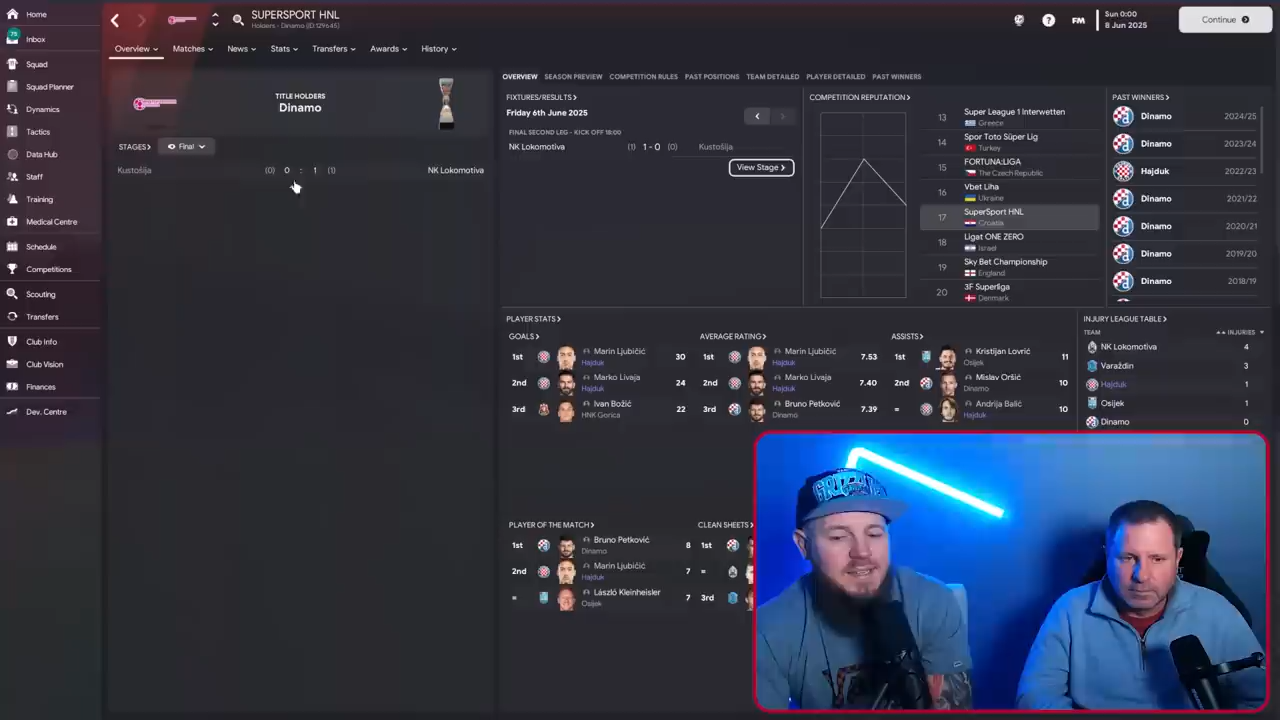 Home
75
Inbox
Squad
Squad Planner
Dynamics
Tactics
Data Hub
Staff
Training
Medical Centre
Schedule
Competitions
Scouting
Transfers
Club Info
Club Vision
Finances
Dev. Centre
SUPERSPORT HNL
Holders - Dinamo (ID:129645)
FM
Sun 0:00
8 Jun 2025
Continue
Overview
Matches
News
Stats
Transfers
Awards
History
TITLE HOLDERS
Dinamo
STAGES
Final
Kustošija (0) 0 : 1 (1) NK Lokomotiva
OVERVIEW SEASON PREVIEW COMPETITION RULES PAST POSITIONS TEAM DETAILED PLAYER DETAILED PAST WINNERS
FIXTURES/RESULTS
Friday 6th June 2025
FINAL SECOND LEG - KICK OFF 18:00
NK Lokomotiva (1) 1 - 0 (0) Kustošija
View Stage
COMPETITION REPUTATION
13 Super League 1 Interwetten
Greece
14 Spor Toto Süper Lig
Turkey
15 FORTUNA:LIGA
The Czech Republic
16 Vbet Liha
Ukraine
17 SuperSport HNL
Croatia
18 Ligat ONE ZERO
Israel
19 Sky Bet Championship
England
20 3F Superliga
Denmark
PAST WINNERS
Dinamo 2024/25
Dinamo 2023/24
Hajduk 2022/23
Dinamo 2021/22
Dinamo 2020/21
Dinamo 2019/20
Dinamo 2018/19
PLAYER STATS
GOALS
1st Marin Ljubičić 30
Hajduk
2nd Marko Livaja 24
Hajduk
3rd Ivan Božić 22
HNK Gorica
AVERAGE RATING
1st Marin Ljubičić 7.53
Hajduk
2nd Marko Livaja 7.40
Hajduk
3rd Bruno Petković 7.39
Dinamo
ASSISTS
1st Kristijan Lovrić 11
Osijek
2nd Mislav Oršić 10
Dinamo
= Andrija Balić 10
Hajduk
INJURY LEAGUE TABLE
TEAM INJURIES
NK Lokomotiva 4
Varaždin 3
Hajduk 1
Osijek 1
Dinamo 0
PLAYER OF THE MATCH
1st Bruno Petković 8
Dinamo
2nd Marin Ljubičić 7
Hajduk
= László Kleinheisler 7
Osijek
CLEAN SHEETS
1st
=
3rd